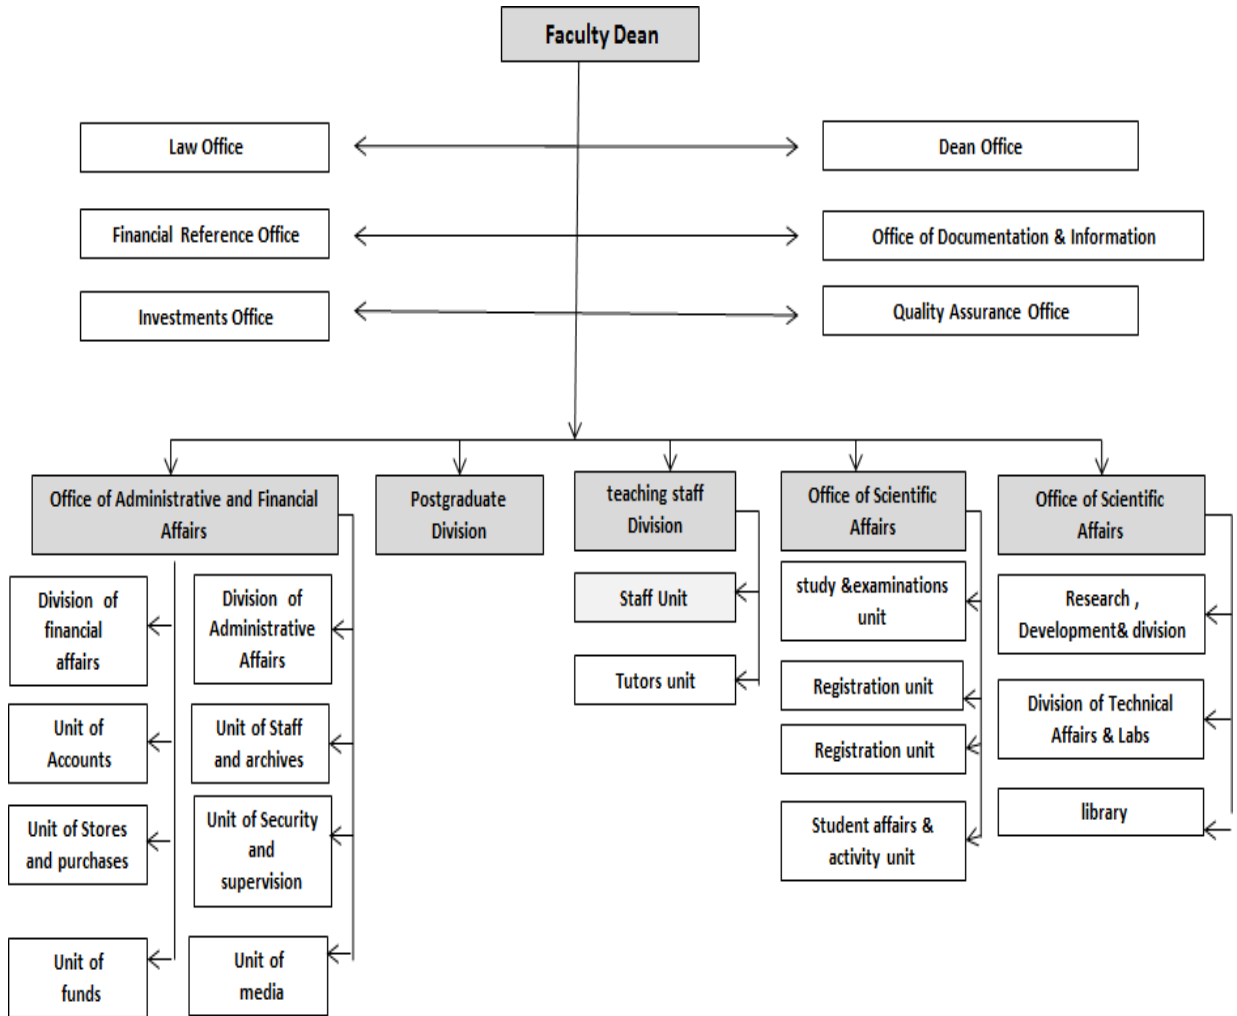 Faculty Dean
Law Office
Dean Office
Financial Reference Office
Office of Documentation & Information
Investments Office
Quality Assurance Office
Office of Administrative and Financial
Affairs
Postgraduate
Division
teaching staff
Division
Office of Scientific
Affairs
Office of Scientific
Affairs
Division of
financial
affairs
Division of
Administrative
Affairs
Staff Unit
study &examinations
unit
Research ,
Development& division
Tutors unit
Registration unit
Division of Technical
Affairs & Labs
Unit of
Accounts
Unit of Staff
and archives
Registration unit
library
Unit of Stores
and purchases
Unit of Security
and
supervision
Student affairs &
activity unit
Unit of
funds
Unit of
media